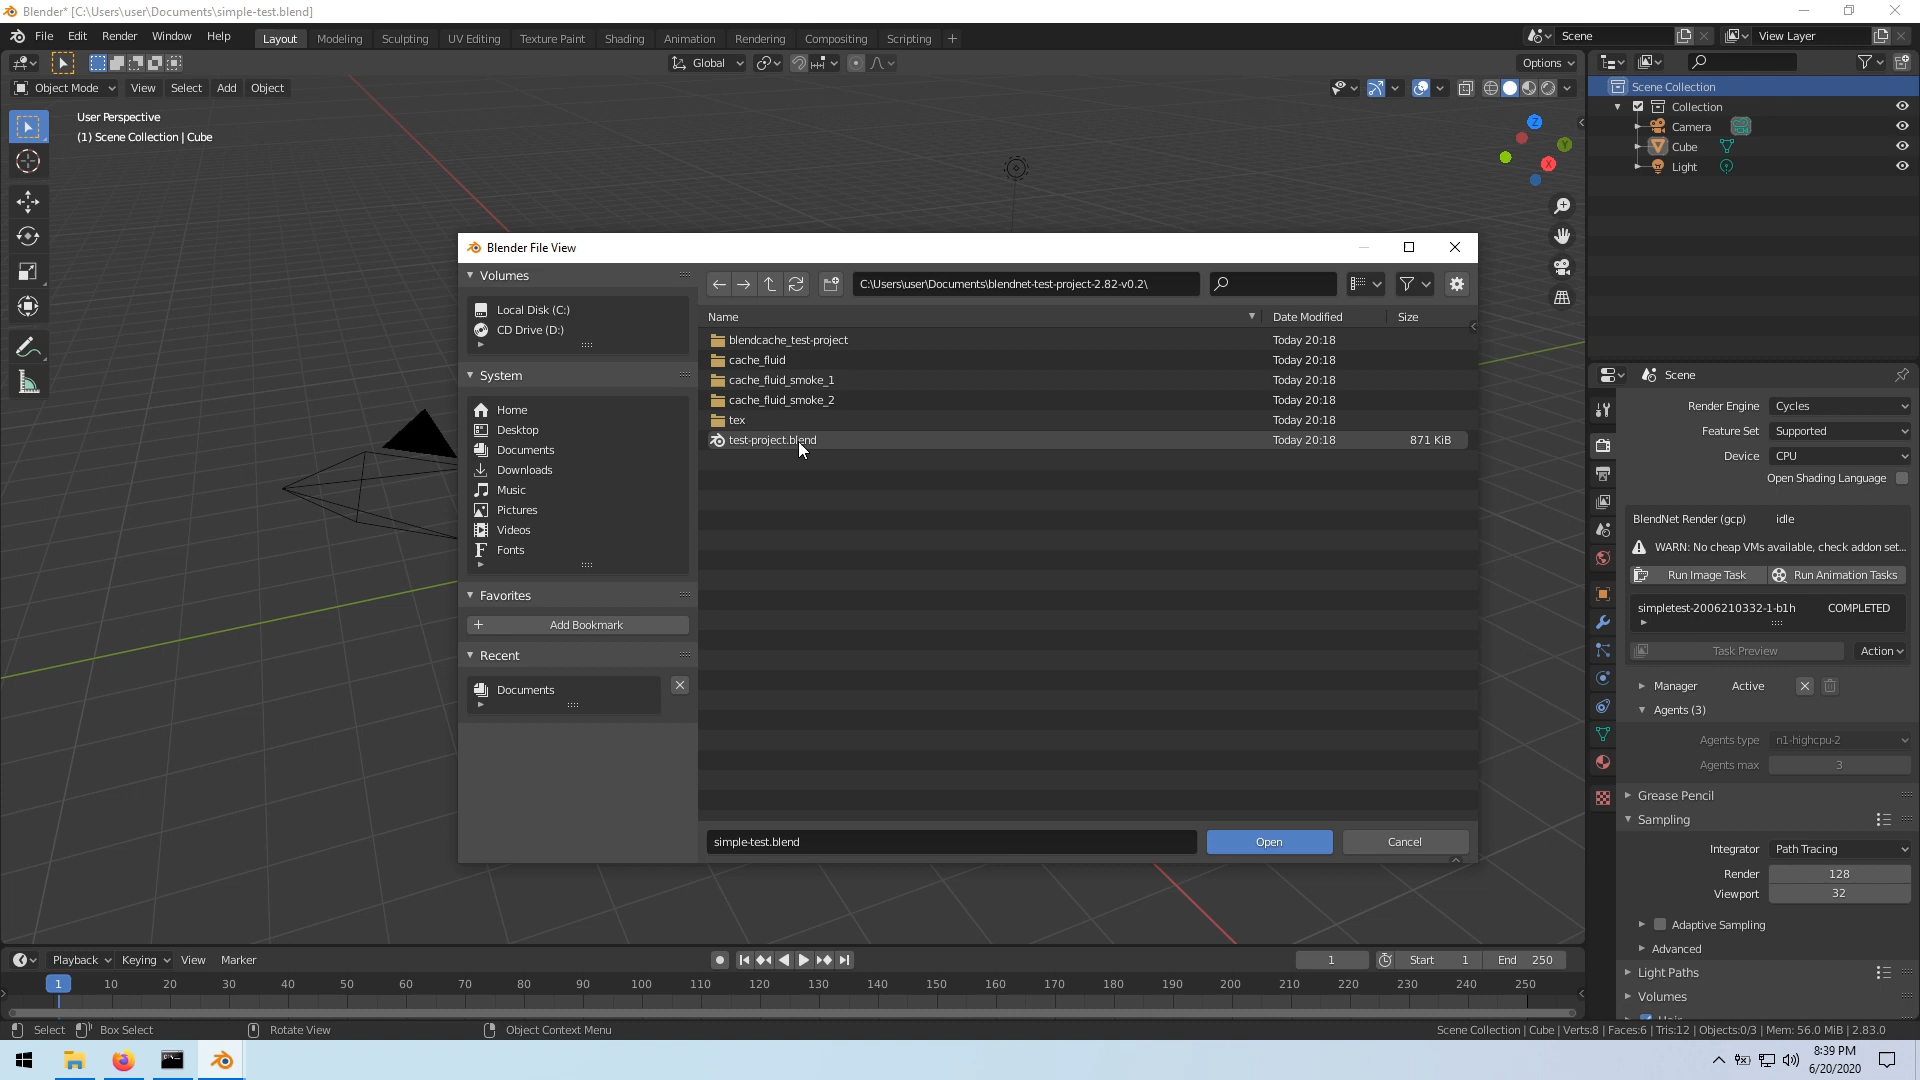 Blender* [C:\Users\user\Documents\simple-test.blend]
File Edit Render Window Help Layout Modeling Sculpting UV Editing Texture Paint Shading Animation Rendering Compositing Scripting + Scene View Layer
Global Options
Object Mode View Select Add Object
User Perspective
(1) Scene Collection | Cube
Z
Y
X
Scene Collection
Collection
Camera
Cube
Light
Blender File View
Volumes
Local Disk (C:)
CD Drive (D:)
System
Home
Desktop
Documents
Downloads
Music
Pictures
Videos
Fonts
Favorites
Add Bookmark
Recent
Documents
C:\Users\user\Documents\blendnet-test-project-2.82-v0.2\
Name Date Modified Size
blendcache_test-project Today 20:18
cache_fluid Today 20:18
cache_fluid_smoke_1 Today 20:18
cache_fluid_smoke_2 Today 20:18
tex Today 20:18
test-project.blend Today 20:18 871 KiB
simple-test.blend Open Cancel
Scene
Render Engine Cycles
Feature Set Supported
Device CPU
Open Shading Language
BlendNet Render (gcp) idle
WARN: No cheap VMs available, check addon set...
Run Image Task Run Animation Tasks
simpletest-2006210332-1-b1h COMPLETED
Task Preview Action
Manager Active
Agents (3)
Agents type n1-highcpu-2
Agents max 3
Grease Pencil
Sampling
Integrator Path Tracing
Render 128
Viewport 32
Adaptive Sampling
Advanced
Light Paths
Volumes
Playback Keying View Marker 1 Start 1 End 250
1 10 20 30 40 50 60 70 80 90 100 110 120 130 140 150 160 170 180 190 200 210 220 230 240 250
Select Box Select Rotate View Object Context Menu Scene Collection | Cube | Verts:8 | Faces:6 | Tris:12 | Objects:0/3 | Mem: 56.0 MiB | 2.83.0
8:39 PM
6/20/2020